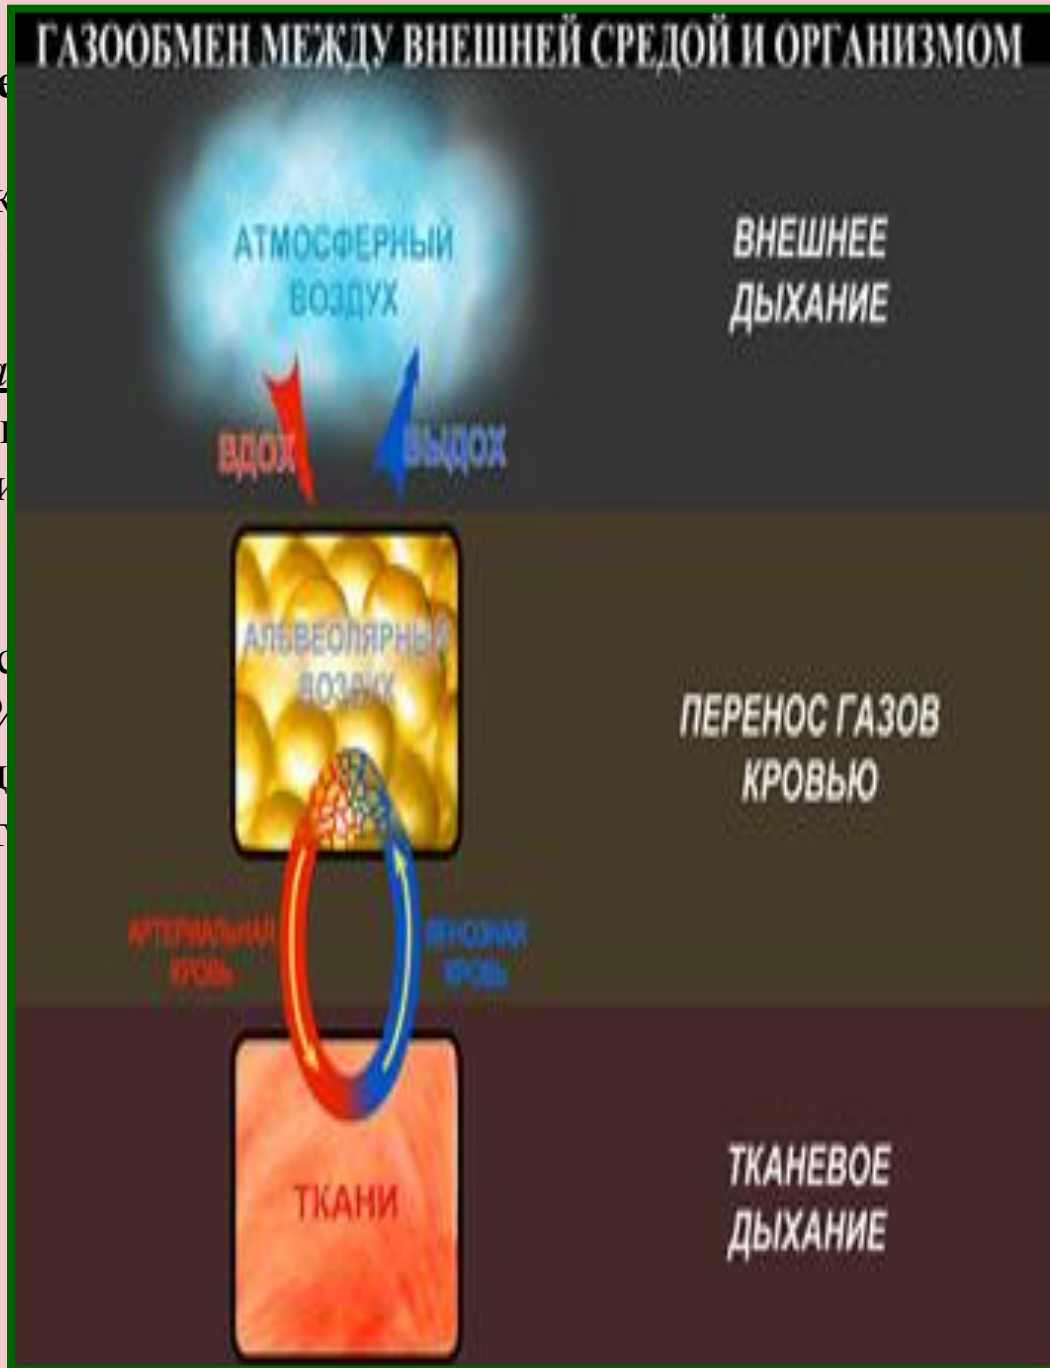 ГАЗООБМЕН МЕЖДУ ВНЕШНЕЙ СРЕДОЙ И ОРГАНИЗМОМ
АТМОСФЕРНЫЙ
ВОЗДУХ
ВНЕШНЕЕ
ДЫХАНИЕ
ВДОХ
ВЫДОХ
АЛЬВЕОЛЯРНЫЙ
ВОЗДУХ
ПЕРЕНОС ГАЗОВ
КРОВЬЮ
АРТЕРИАЛЬНАЯ
КРОВЬ
ВЕНОЗНАЯ
КРОВЬ
ТКАНИ
ТКАНЕВОЕ
ДЫХАНИЕ